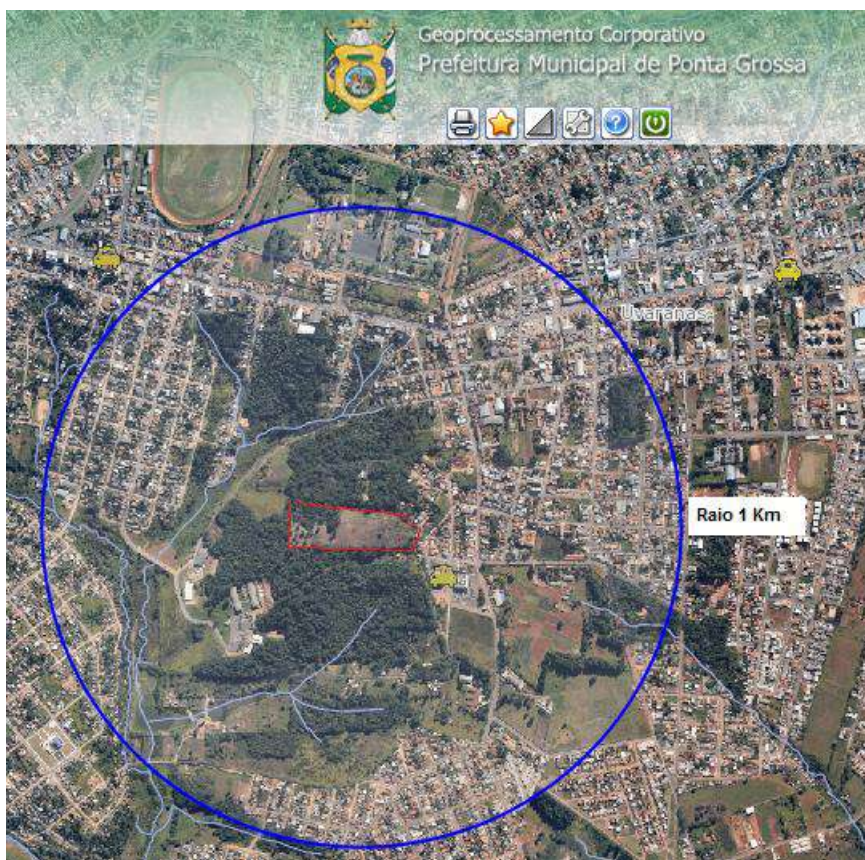 Geoprocessamento Corporativo
Prefeitura Municipal de Ponta Grossa
Uvaranas
Raio 1 Km